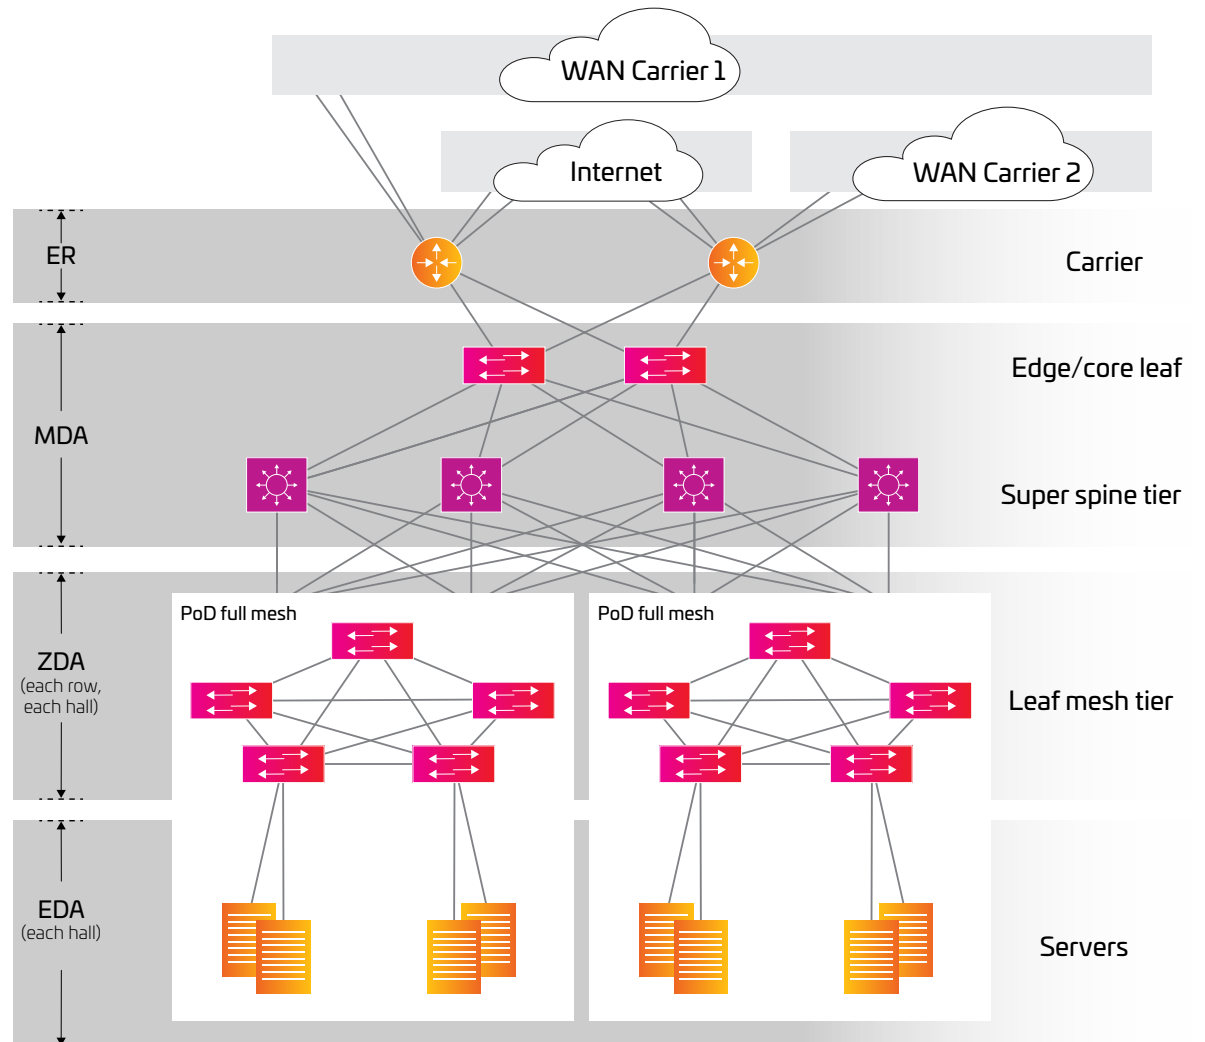 WAN Carrier 1
Internet
WAN Carrier 2
ER
Carrier
Edge/core leaf
MDA
Super spine tier
PoD full mesh
PoD full mesh
ZDA
(each row,
each hall)
Leaf mesh tier
EDA
(each hall)
Servers